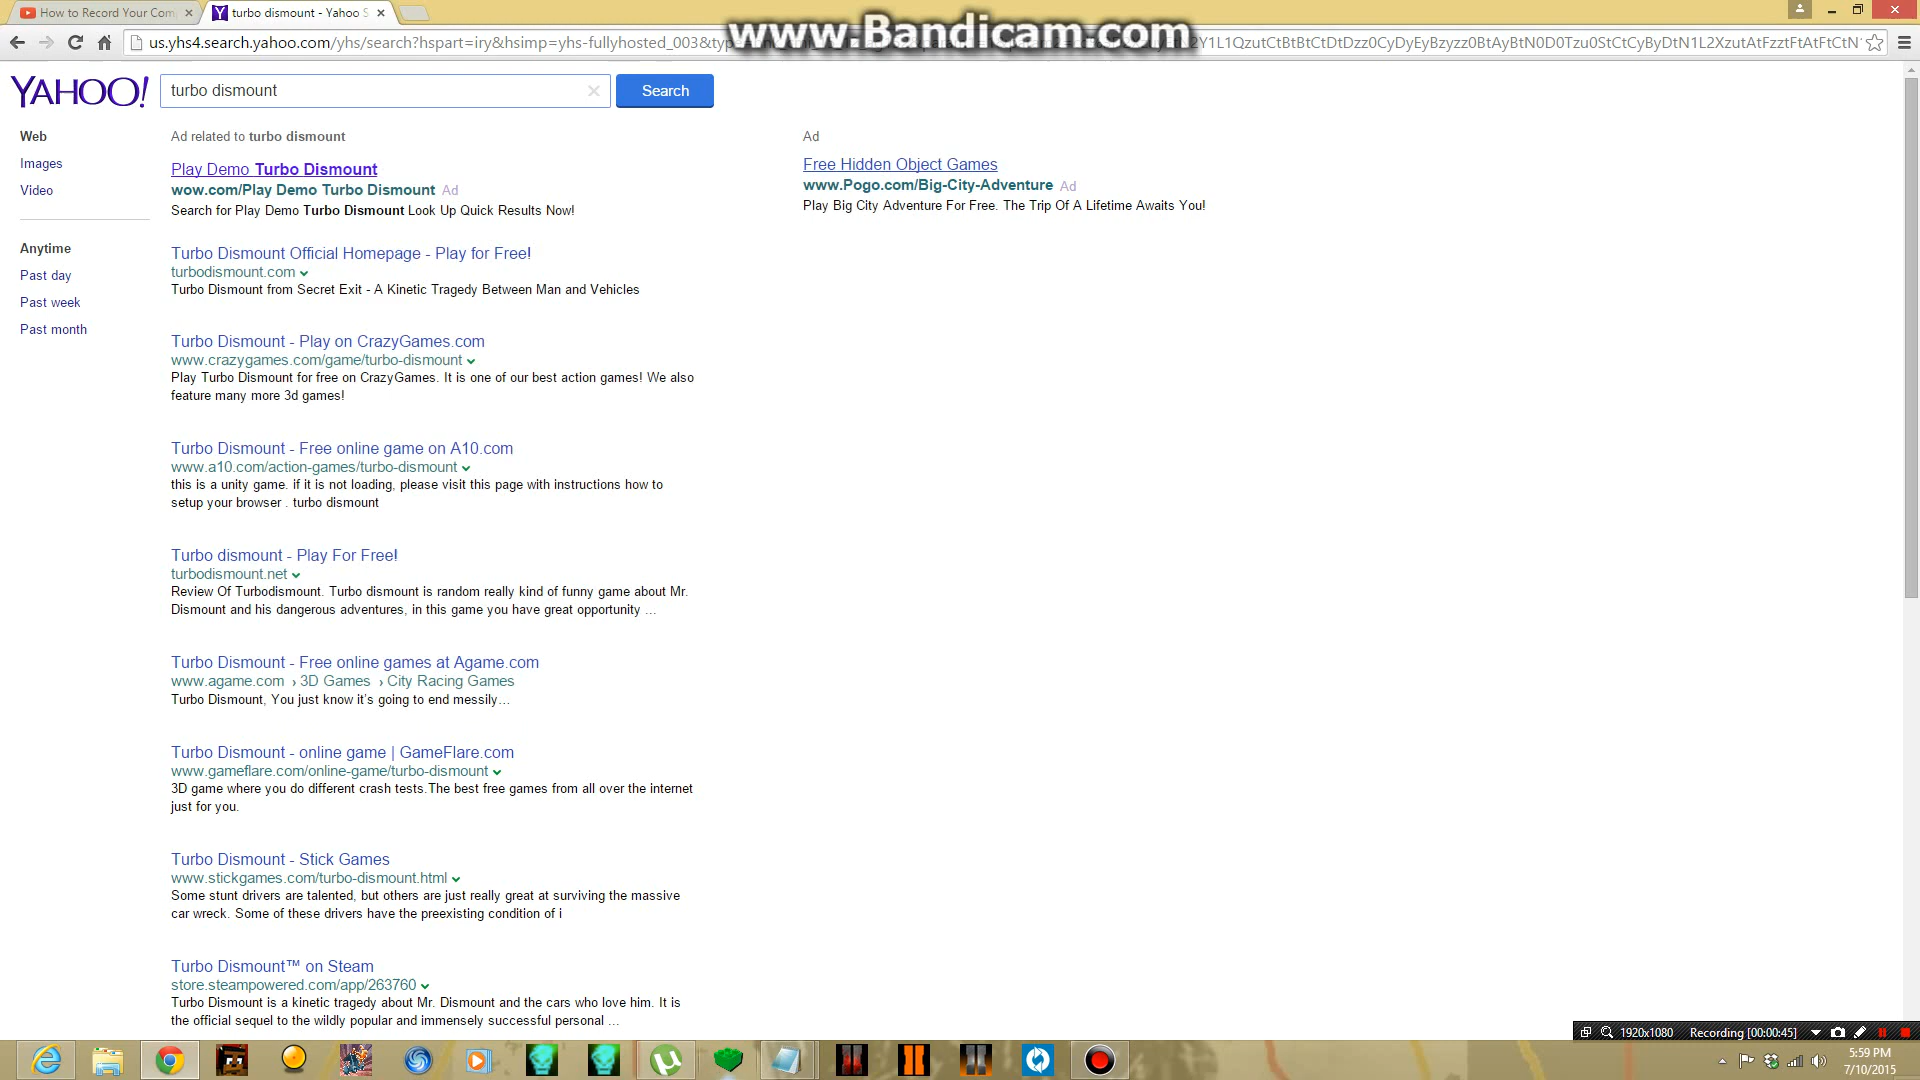 How to Record Your Com
turbo dismount - Yahoo S
www.Bandicam.com
us.yhs4.search.yahoo.com/yhs/search?hspart=iry&hsimp=yhs-fullyhosted_003&typ
YAHOO!
turbo dismount
Search
Web
Images
Video
Anytime
Past day
Past week
Past month
Ad related to turbo dismount
Play Demo Turbo Dismount
wow.com/Play Demo Turbo Dismount Ad
Search for Play Demo Turbo Dismount Look Up Quick Results Now!
Turbo Dismount Official Homepage - Play for Free!
turbodismount.com
Turbo Dismount from Secret Exit - A Kinetic Tragedy Between Man and Vehicles
Turbo Dismount - Play on CrazyGames.com
www.crazygames.com/game/turbo-dismount
Play Turbo Dismount for free on CrazyGames. It is one of our best action games! We also
feature many more 3d games!
Turbo Dismount - Free online game on A10.com
www.a10.com/action-games/turbo-dismount
this is a unity game. if it is not loading, please visit this page with instructions how to
setup your browser . turbo dismount
Turbo dismount - Play For Free!
turbodismount.net
Review Of Turbodismount. Turbo dismount is random really kind of funny game about Mr.
Dismount and his dangerous adventures, in this game you have great opportunity ...
Turbo Dismount - Free online games at Agame.com
www.agame.com › 3D Games › City Racing Games
Turbo Dismount, You just know it's going to end messily…
Turbo Dismount - online game | GameFlare.com
www.gameflare.com/online-game/turbo-dismount
3D game where you do different crash tests.The best free games from all over the internet
just for you.
Turbo Dismount - Stick Games
www.stickgames.com/turbo-dismount.html
Some stunt drivers are talented, but others are just really great at surviving the massive
car wreck. Some of these drivers have the preexisting condition of i
Turbo Dismount™ on Steam
store.steampowered.com/app/263760
Turbo Dismount is a kinetic tragedy about Mr. Dismount and the cars who love him. It is
the official sequel to the wildly popular and immensely successful personal ...
Ad
Free Hidden Object Games
www.Pogo.com/Big-City-Adventure Ad
Play Big City Adventure For Free. The Trip Of A Lifetime Awaits You!
1920x1080 Recording [00:00:45]
5:59 PM
7/10/2015